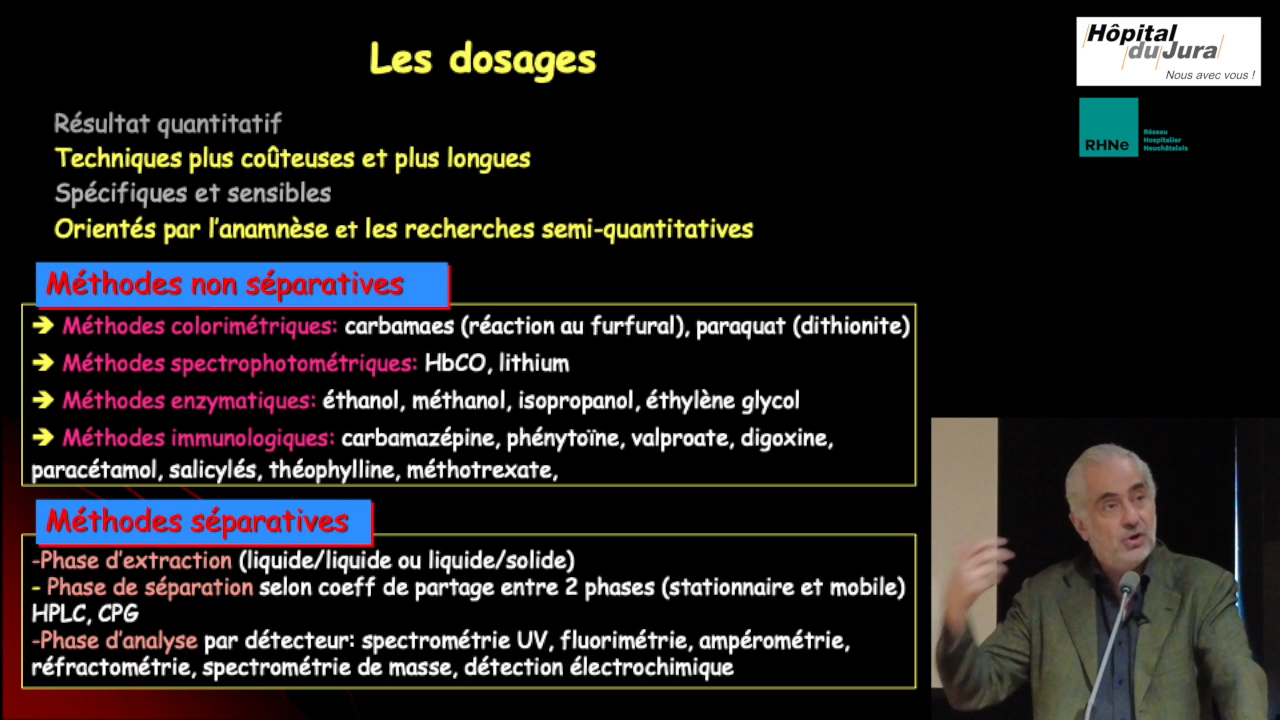 Les dosages
Hôpital
du Jura
Nous avec vous !
RHNe
Réseau
Hospitalier
Neuchâtelois
Résultat quantitatif
Techniques plus coûteuses et plus longues
Spécifiques et sensibles
Orientés par l'anamnèse et les recherches semi-quantitatives
Méthodes non séparatives
➔ Méthodes colorimétriques: carbamaes (réaction au furfural), paraquat (dithionite)
➔ Méthodes spectrophotométriques: HbCO, lithium
➔ Méthodes enzymatiques: éthanol, méthanol, isopropanol, éthylène glycol
➔ Méthodes immunologiques: carbamazépine, phénytoïne, valproate, digoxine,
paracétamol, salicylés, théophylline, méthotrexate,
Méthodes séparatives
-Phase d'extraction (liquide/liquide ou liquide/solide)
- Phase de séparation selon coeff de partage entre 2 phases (stationnaire et mobile)
HPLC, CPG
-Phase d'analyse par détecteur: spectrométrie UV, fluorimétrie, ampérométrie,
réfractométrie, spectrométrie de masse, détection électrochimique